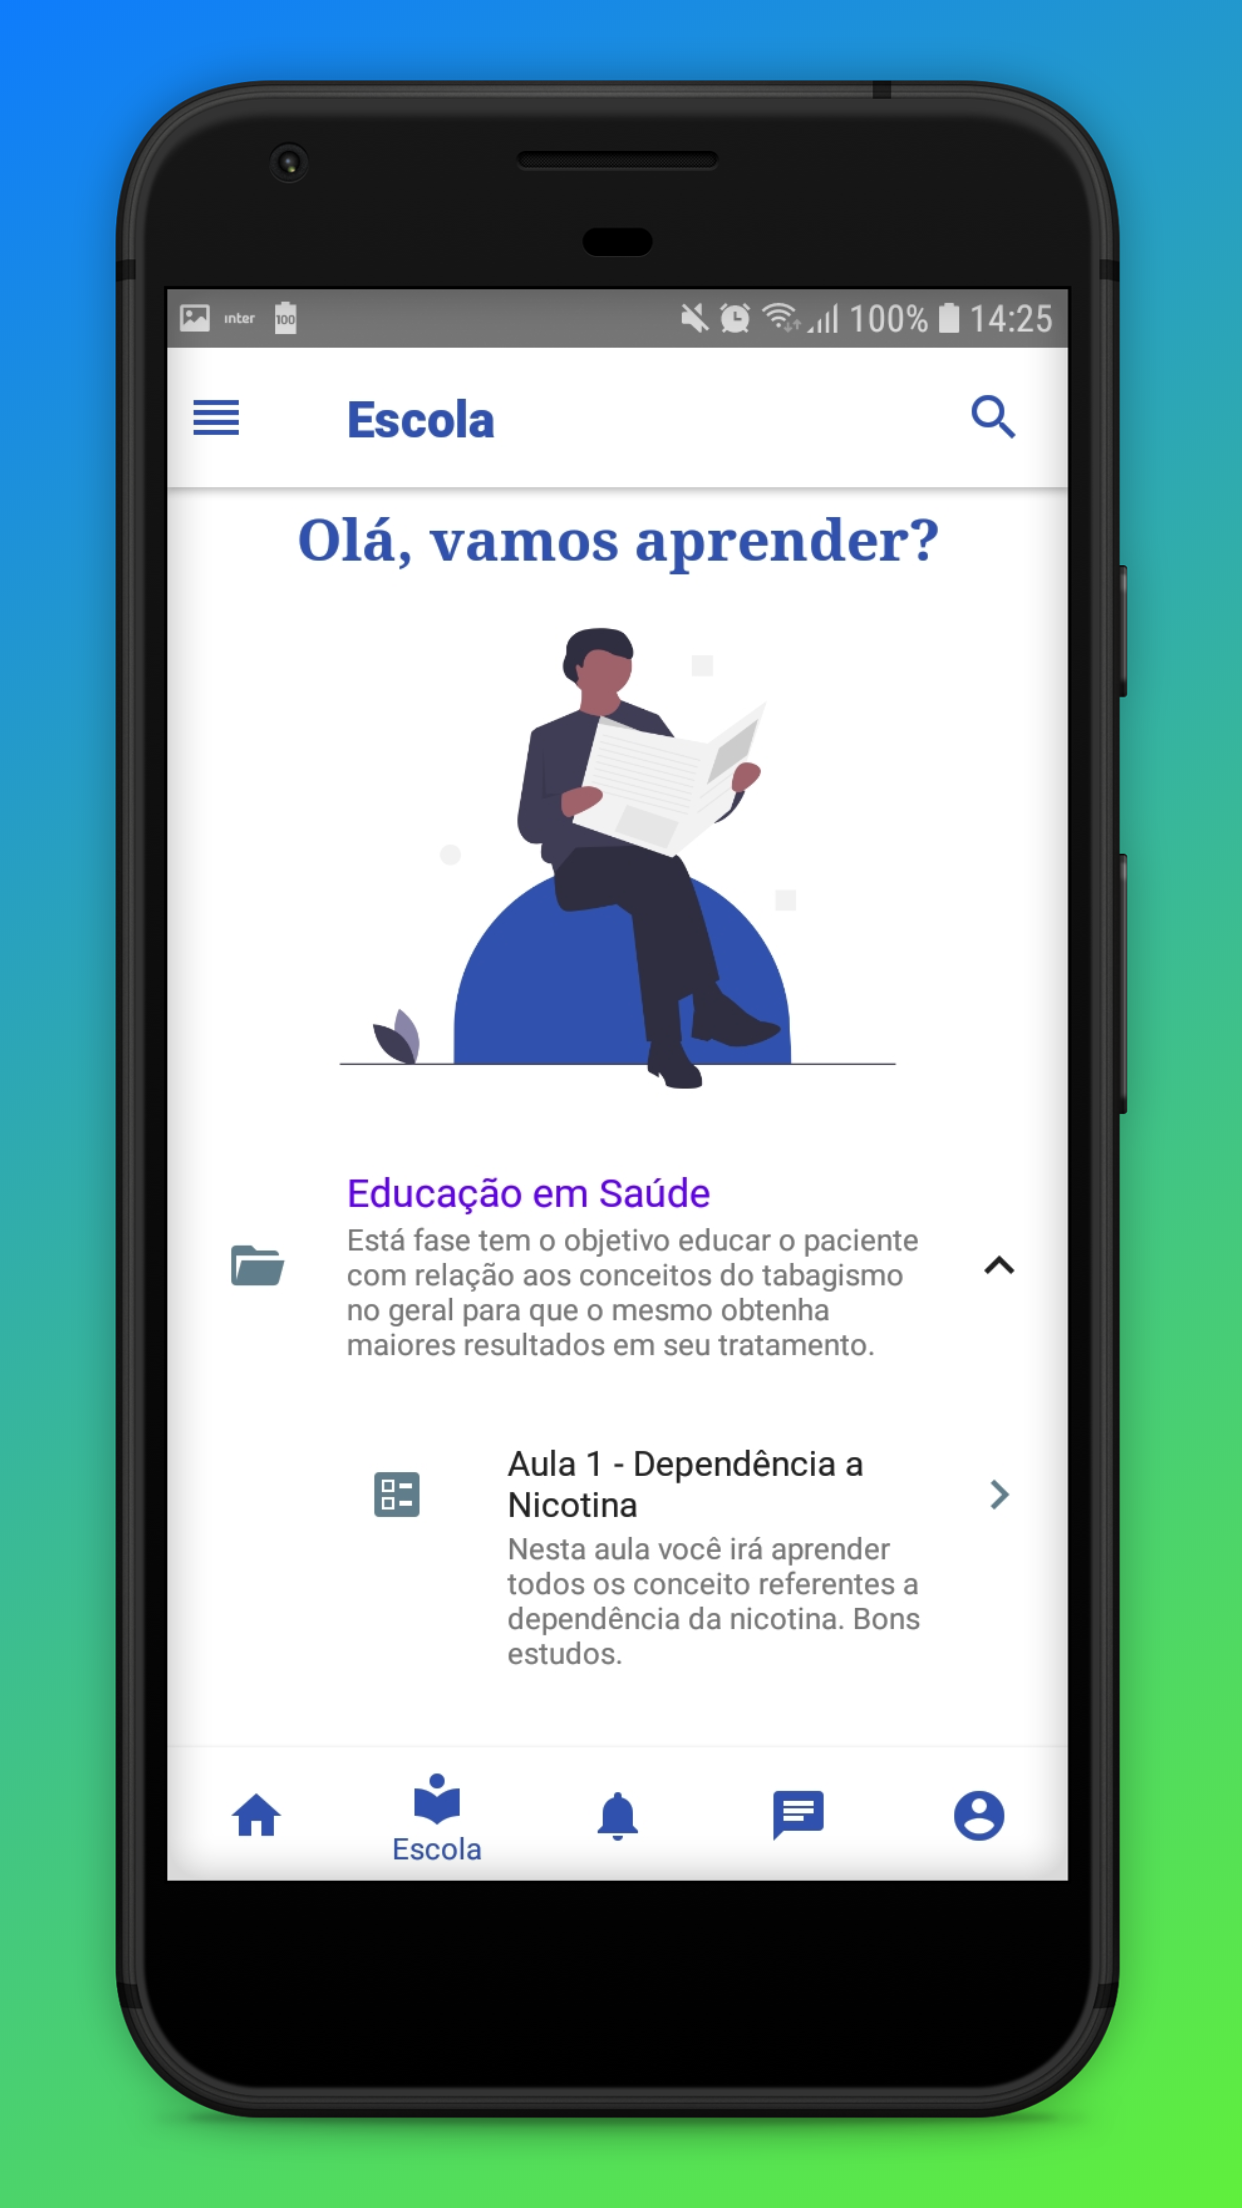 inter 100 100% 14:25
Escola
Olá, vamos aprender?
Educação em Saúde
Está fase tem o objetivo educar o paciente
com relação aos conceitos do tabagismo
no geral para que o mesmo obtenha
maiores resultados em seu tratamento.
Aula 1 - Dependência a
Nicotina
Nesta aula você irá aprender
todos os conceito referentes a
dependência da nicotina. Bons
estudos.
Escola